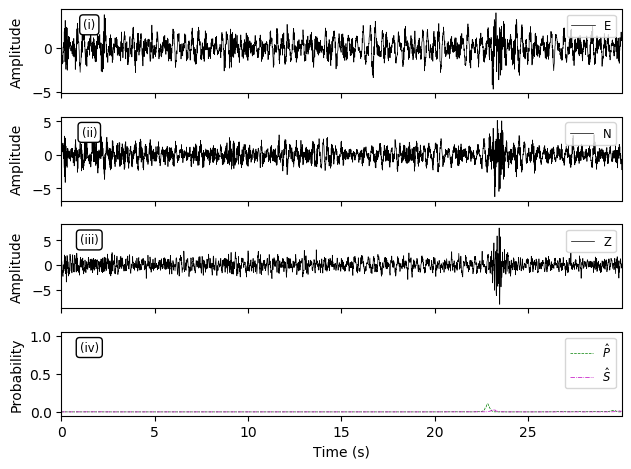 (i)
E
Amplitude
0
−5
(ii)
N
Amplitude
5
0
−5
(iii)
Z
Amplitude
5
0
−5
(iv)
P̂
Ŝ
Probability
1.0
0.5
0.0
0 5 10 15 20 25
Time (s)